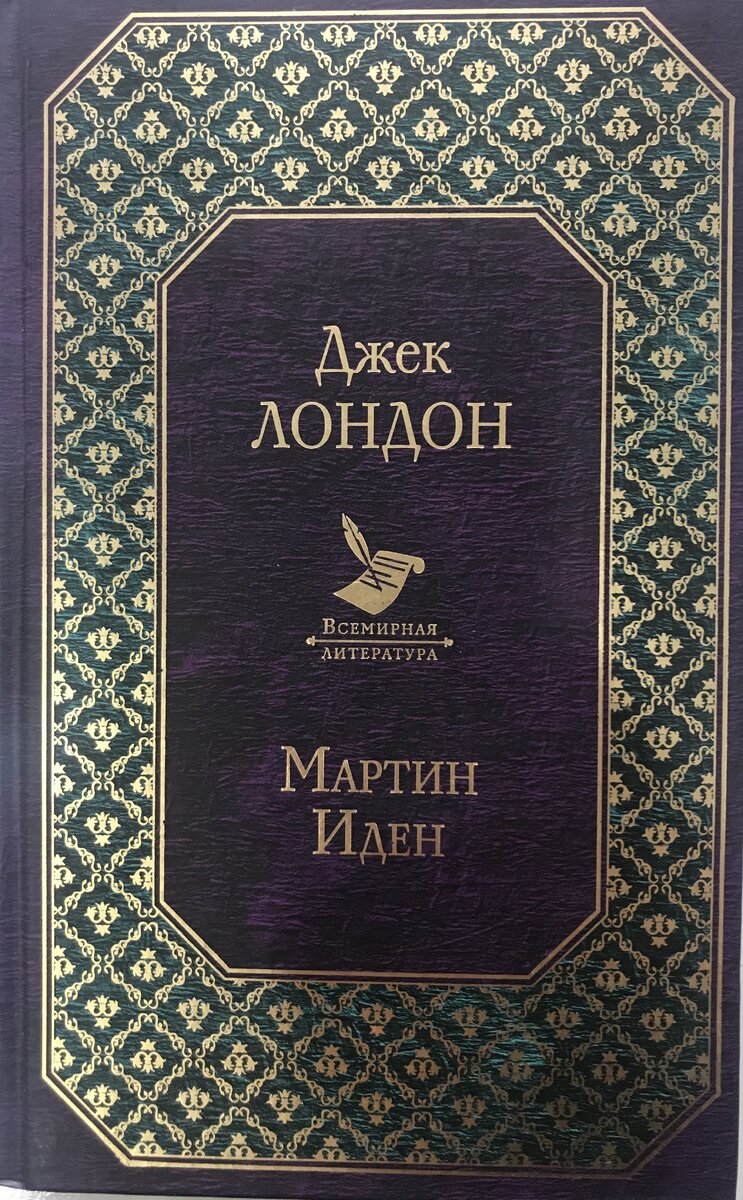 Джек
ЛОНДОН
ВСЕМИРНАЯ
ЛИТЕРАТУРА
МАРТИН
ИДЕН